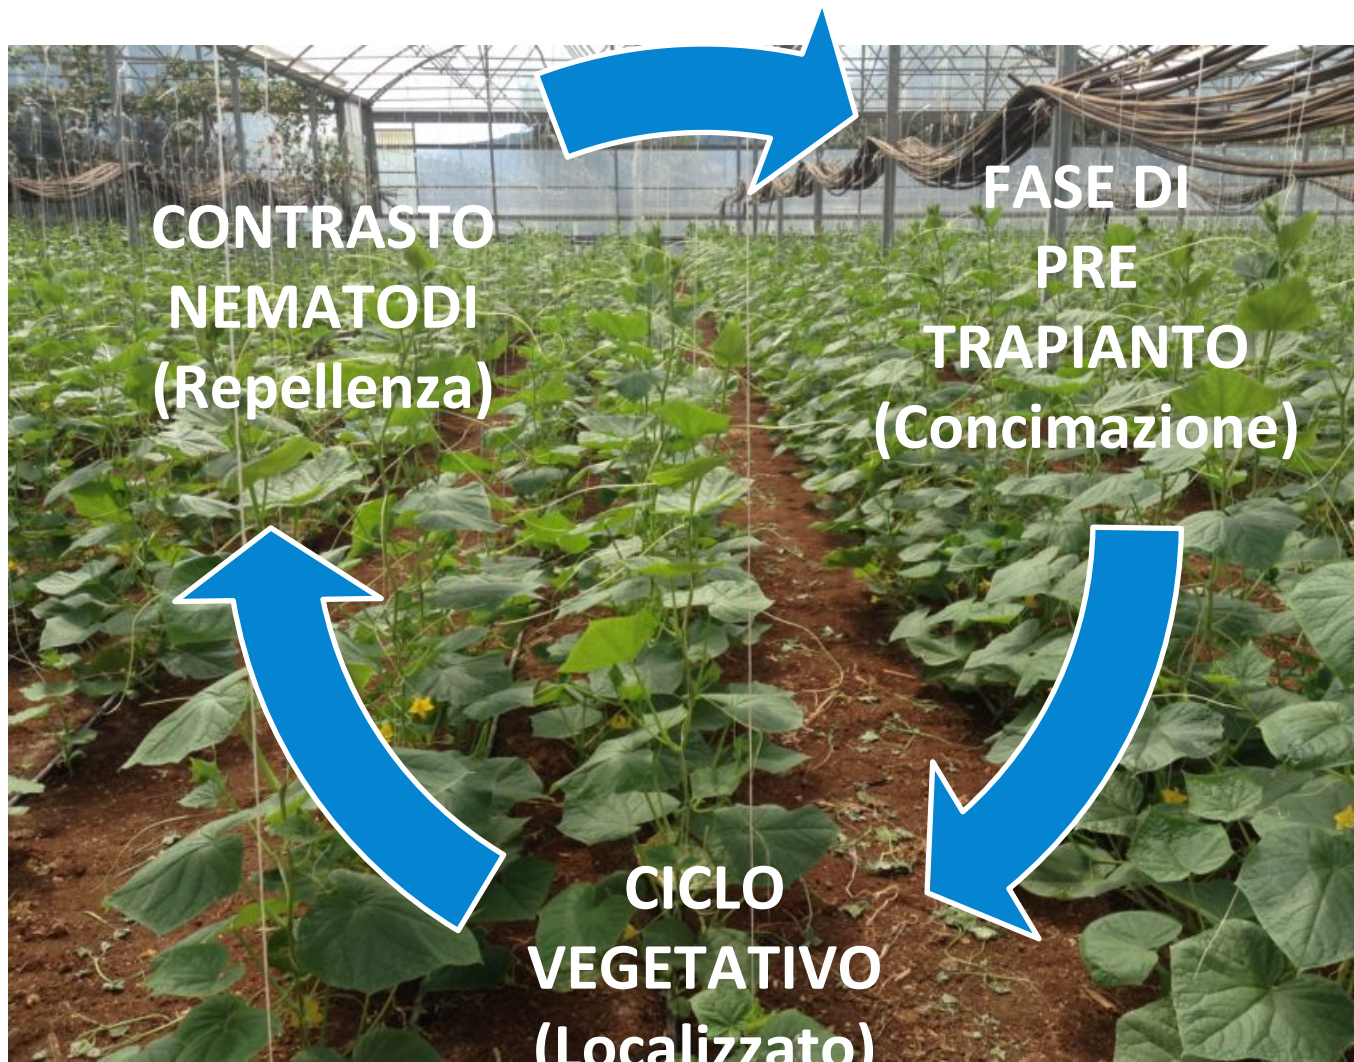 CONTRASTO
NEMATODI
(Repellenza)
FASE DI
PRE
TRAPIANTO
(Concimazione)
CICLO
VEGETATIVO
(Localizzato)